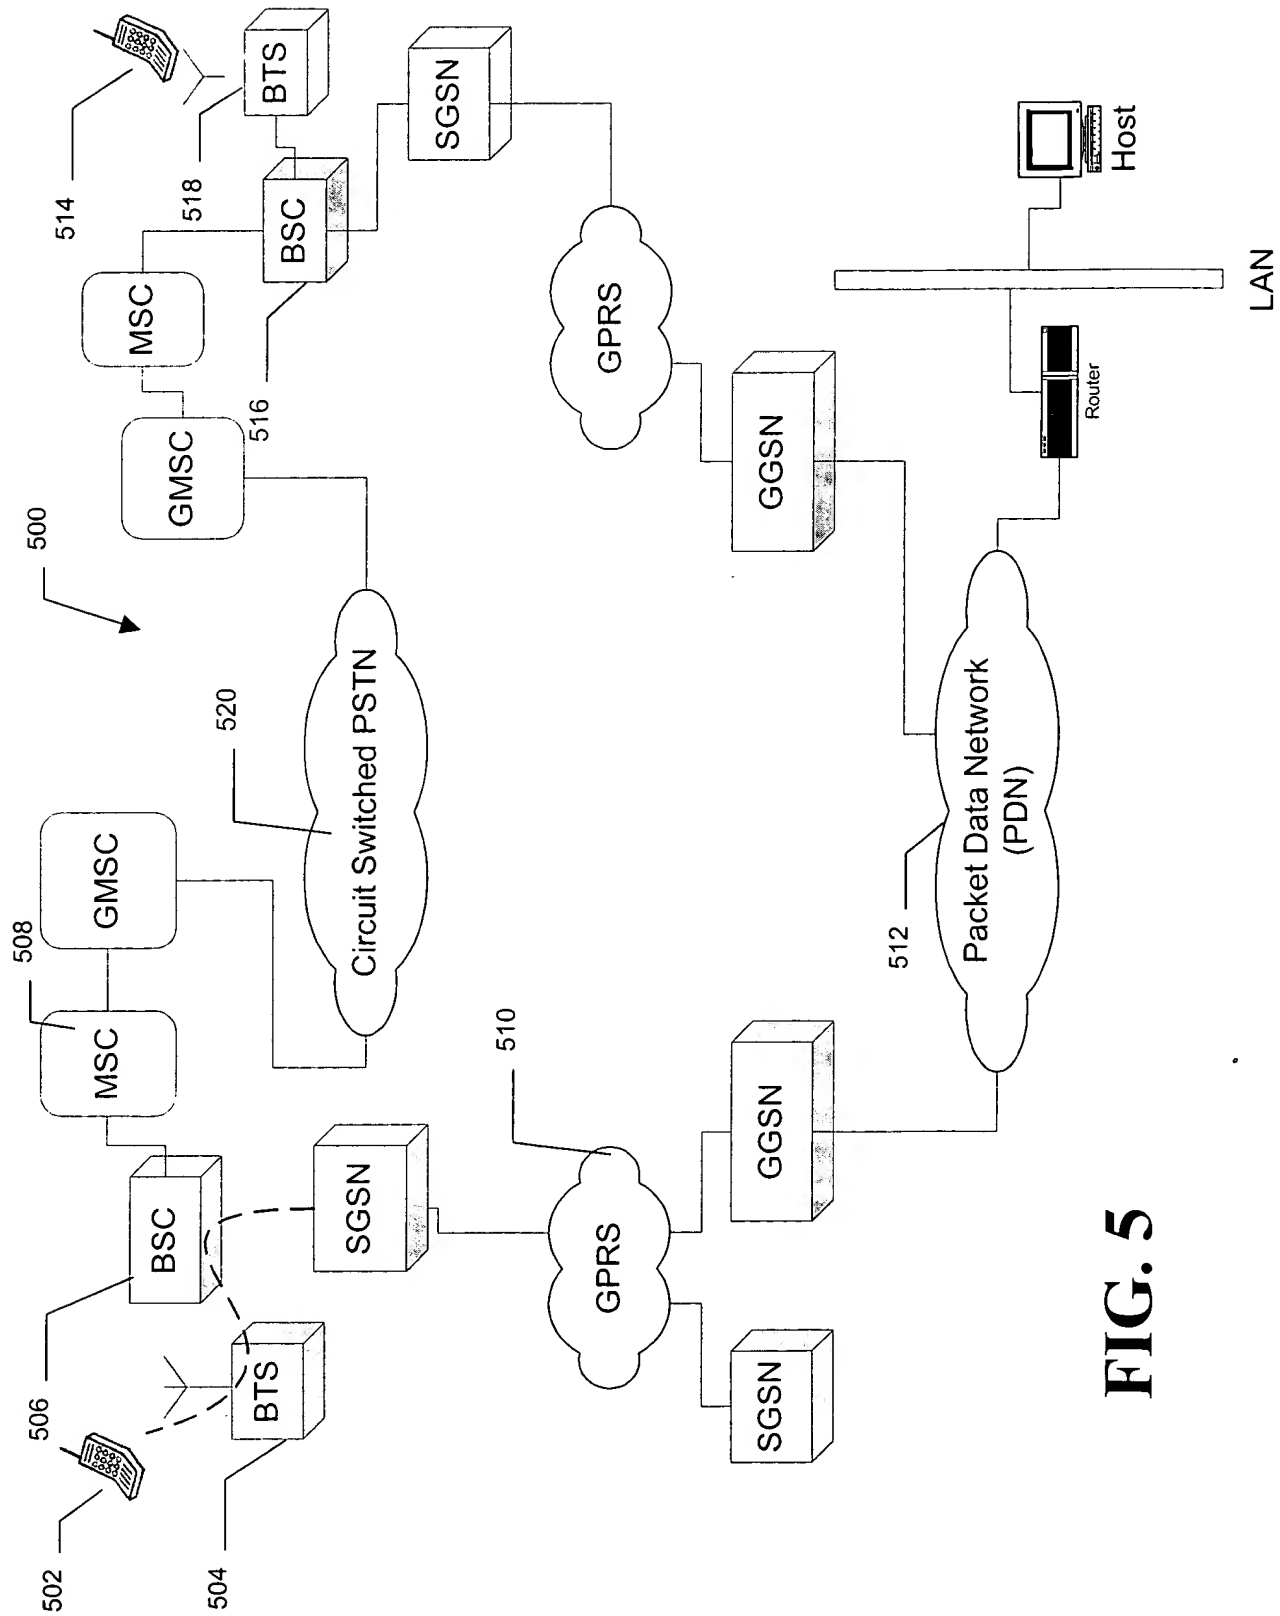 500
502
504
506
BTS
BSC
MSC
508
GMSC
GMSC
MSC
514
516
518
BSC
BTS
520
Circuit Switched PSTN
SGSN
SGSN
510
GPRS
GPRS
SGSN
GGSN
GGSN
512
Packet Data Network
(PDN)
Router
LAN
Host
FIG. 5